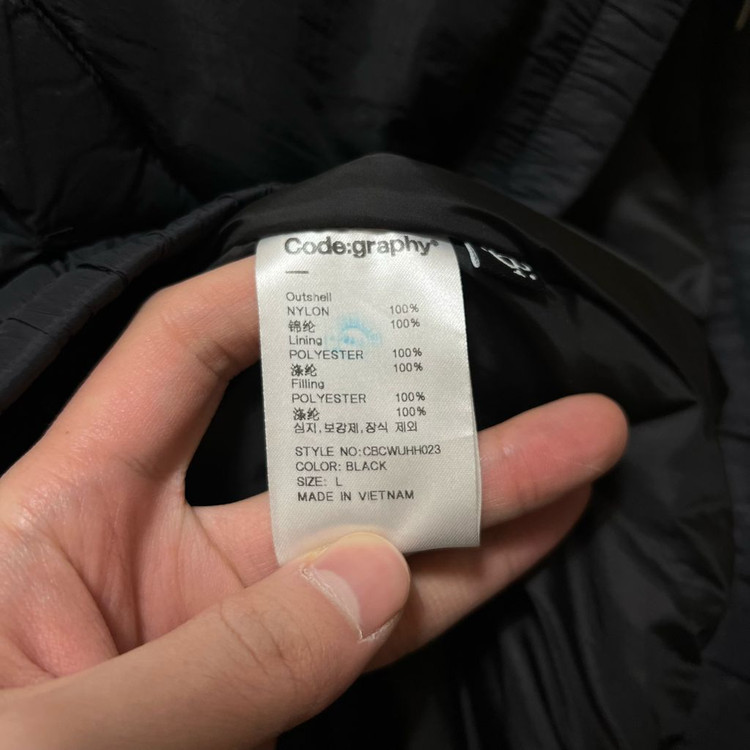 Code:graphy®
Outshell
NYLON 100%
锦纶 100%
Lining
POLYESTER 100%
涤纶 100%
Filling
POLYESTER 100%
涤纶 100%
심지,보강제,장식 제외
STYLE NO:CBCWUHH023
COLOR: BLACK
SIZE: L
MADE IN VIETNAM